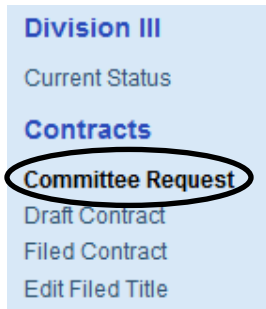 Division III
Current Status
Contracts
Committee Request
Draft Contract
Filed Contract
Edit Filed Title